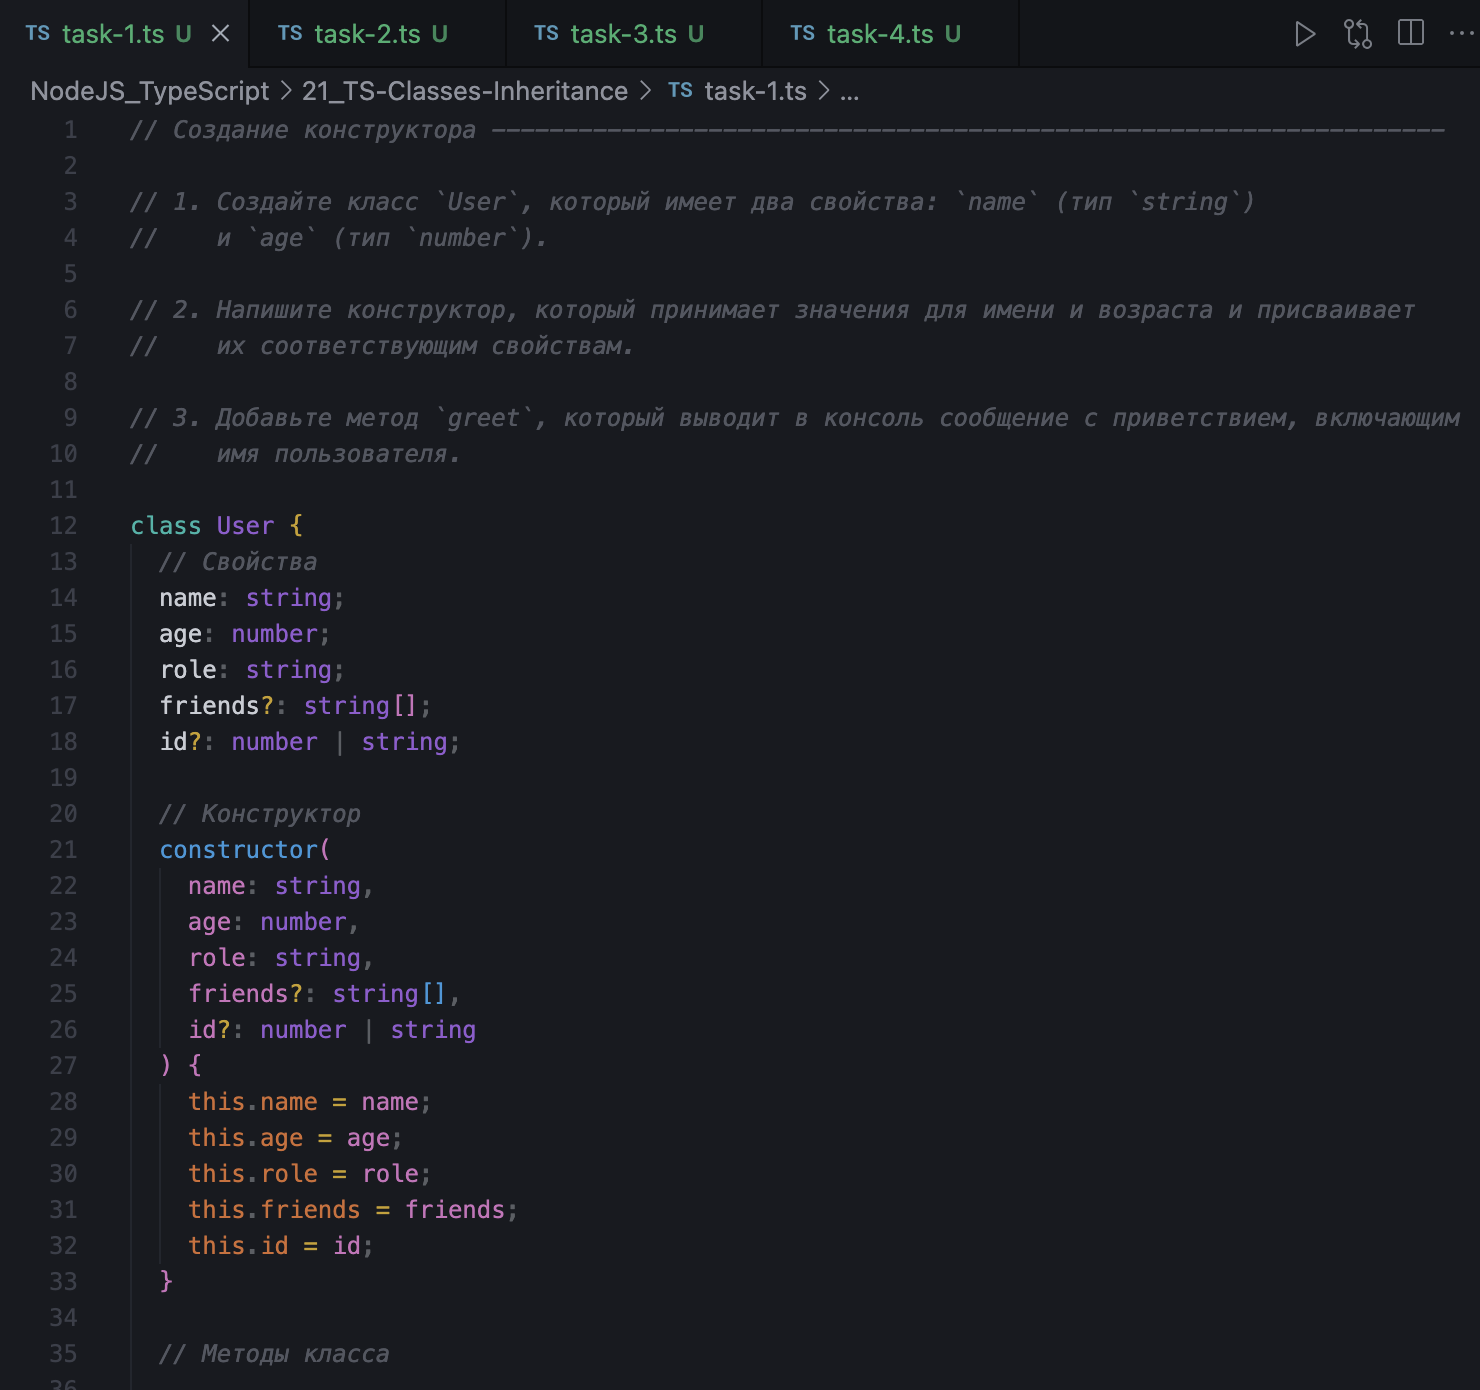 TS task-1.ts U TS task-2.ts U TS task-3.ts U TS task-4.ts U
NodeJS_TypeScript > 21_TS-Classes-Inheritance > TS task-1.ts > ...
1 // Создание конструктора ------------------------------------------------------------------
2
3 // 1. Создайте класс `User`, который имеет два свойства: `name` (тип `string`)
4 //    и `age` (тип `number`).
5
6 // 2. Напишите конструктор, который принимает значения для имени и возраста и присваивает
7 //    их соответствующим свойствам.
8
9 // 3. Добавьте метод `greet`, который выводит в консоль сообщение с приветствием, включающим
10 //    имя пользователя.
11
12 class User {
13   // Свойства
14   name: string;
15   age: number;
16   role: string;
17   friends?: string[];
18   id?: number | string;
19
20   // Конструктор
21   constructor(
22     name: string,
23     age: number,
24     role: string,
25     friends?: string[],
26     id?: number | string
27   ) {
28     this.name = name;
29     this.age = age;
30     this.role = role;
31     this.friends = friends;
32     this.id = id;
33   }
34
35   // Методы класса
36